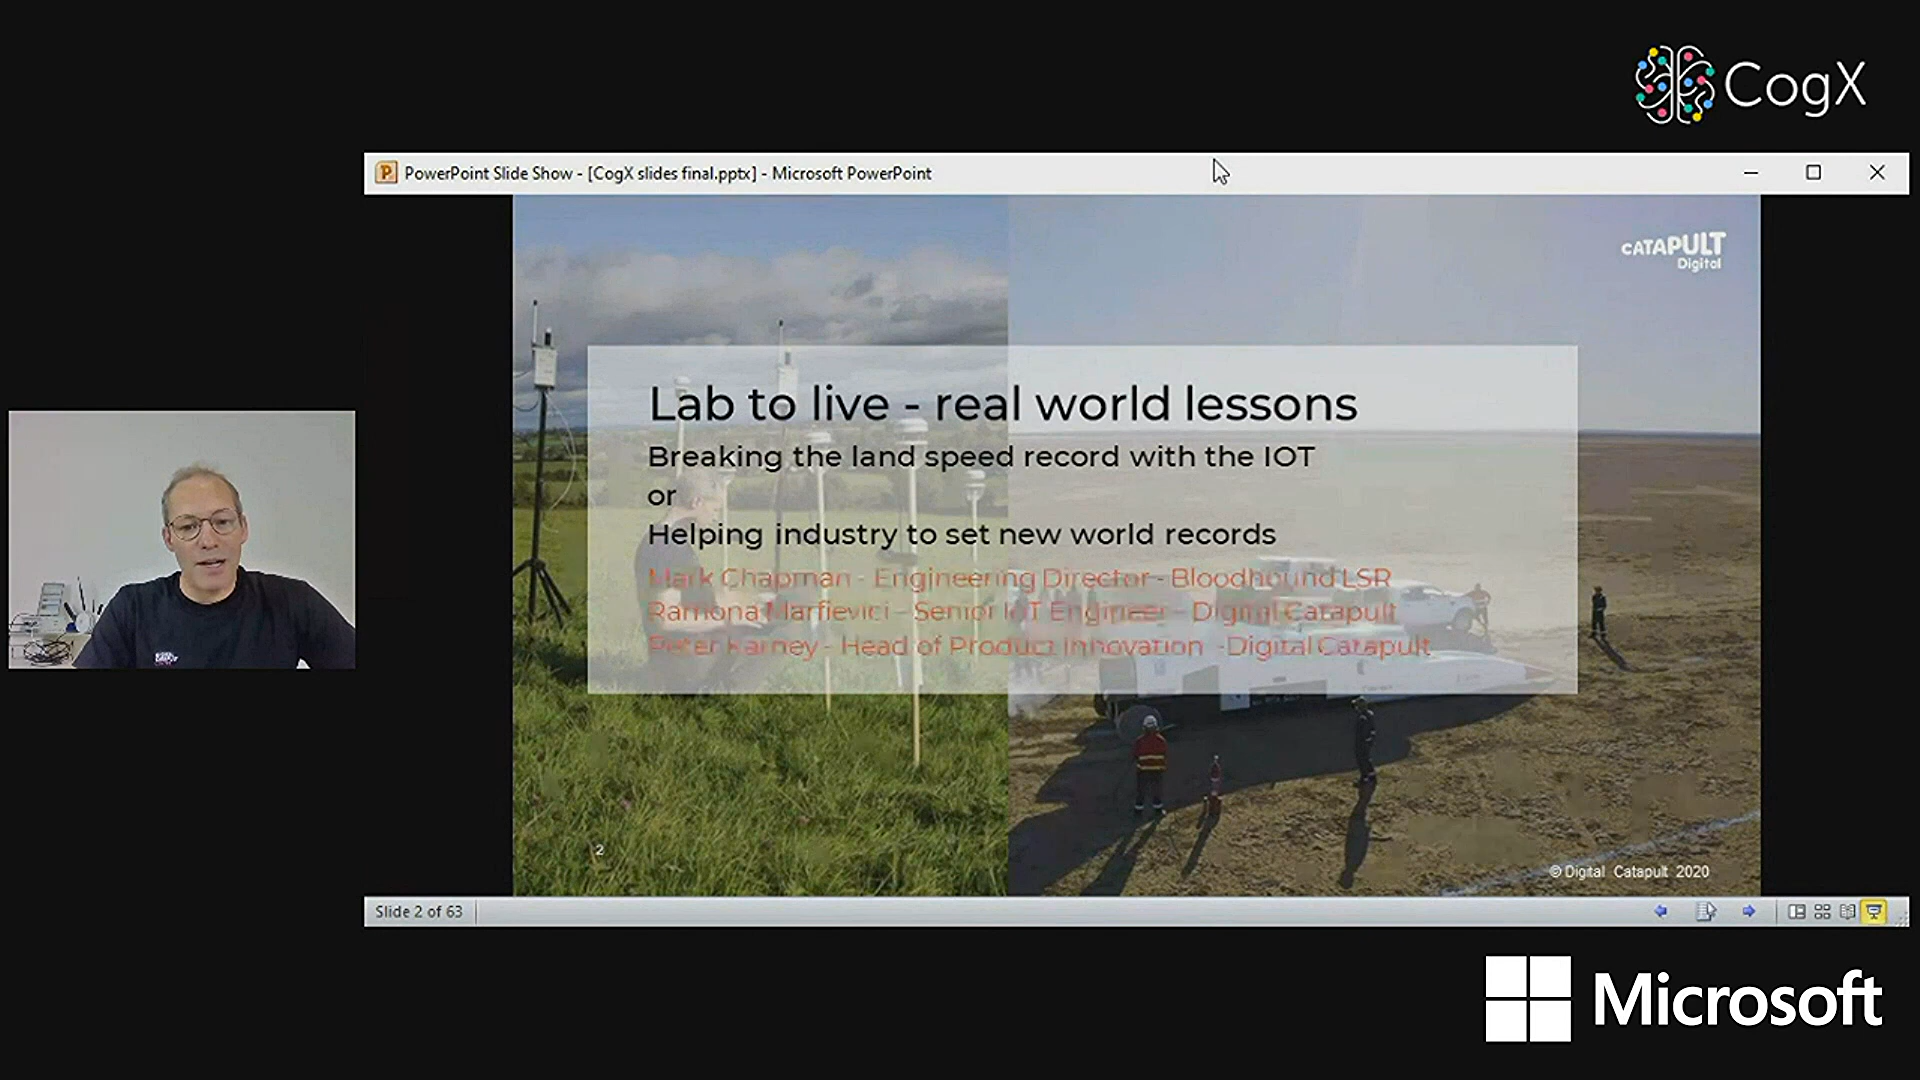 CogX
PowerPoint Slide Show - [CogX slides final.pptx] - Microsoft PowerPoint
CATAPULT
Digital
Lab to live - real world lessons
Breaking the land speed record with the IOT
or
Helping industry to set new world records
Mark Chapman - Engineering Director - Bloodhound LSR
Ramona Marfievici - Senior IoT Engineer - Digital Catapult
Peter Karney - Head of Product Innovation -Digital Catapult
2
© Digital Catapult 2020
Slide 2 of 63
Microsoft